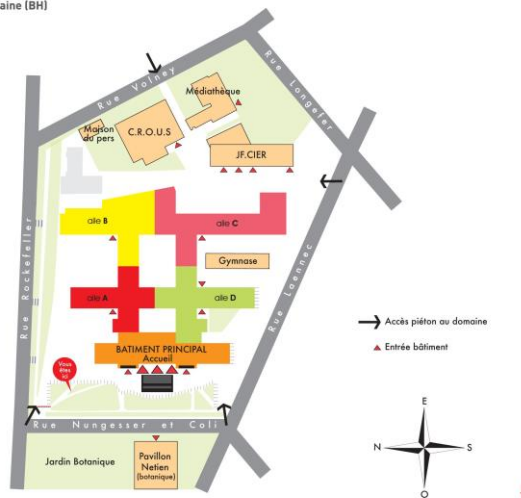 aine (BH)
Rue Volney
Rue Longefer
Médiathèque
Maison
du pers
C.R.O.U.S
JF.CIER
Rue Rockefeller
aile B
aile C
Gymnase
Rue Laennec
aile A
aile D
Accès piéton au domaine
BATIMENT PRINCIPAL
Accueil
Entrée bâtiment
Vous
êtes
ici
Rue Nungesser et Coli
E
N
S
O
Jardin Botanique
Pavillon
Netien
(botanique)